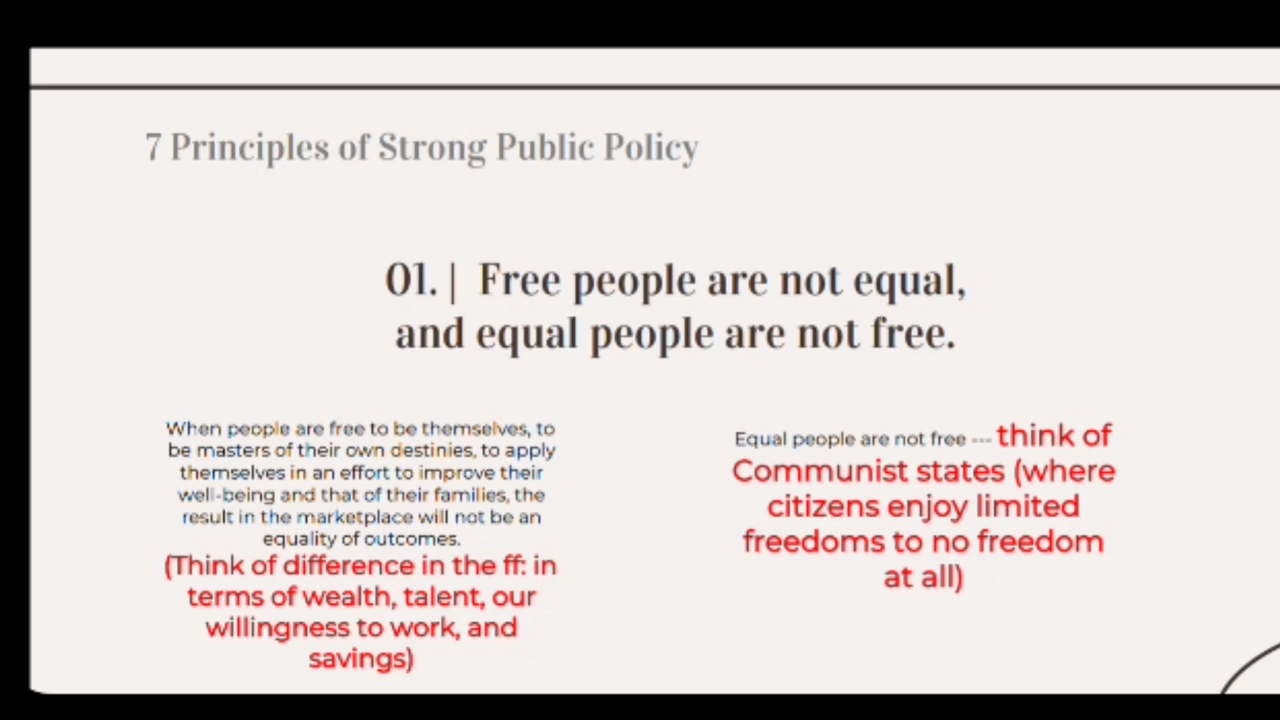 7 Principles of Strong Public Policy
01. | Free people are not equal,
and equal people are not free.
When people are free to be themselves, to
be masters of their own destinies, to apply
themselves in an effort to improve their
well-being and that of their families, the
result in the marketplace will not be an
equality of outcomes.
(Think of difference in the ff: in
terms of wealth, talent, our
willingness to work, and
savings)
Equal people are not free --- think of
Communist states (where
citizens enjoy limited
freedoms to no freedom
at all)